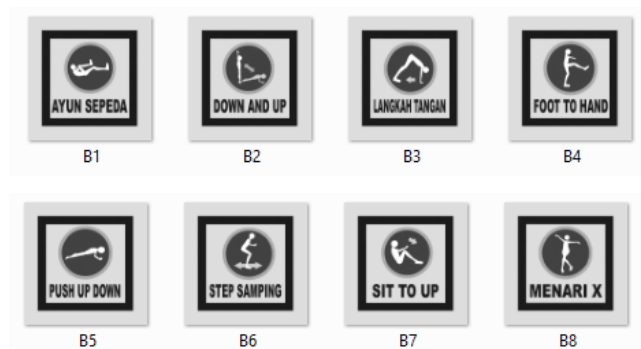 AYUN SEPEDA
DOWN AND UP
LANGKAH TANGAN
FOOT TO HAND
B1
B2
B3
B4
PUSH UP DOWN
STEP SAMPING
SIT TO UP
MENARI X
B5
B6
B7
B8